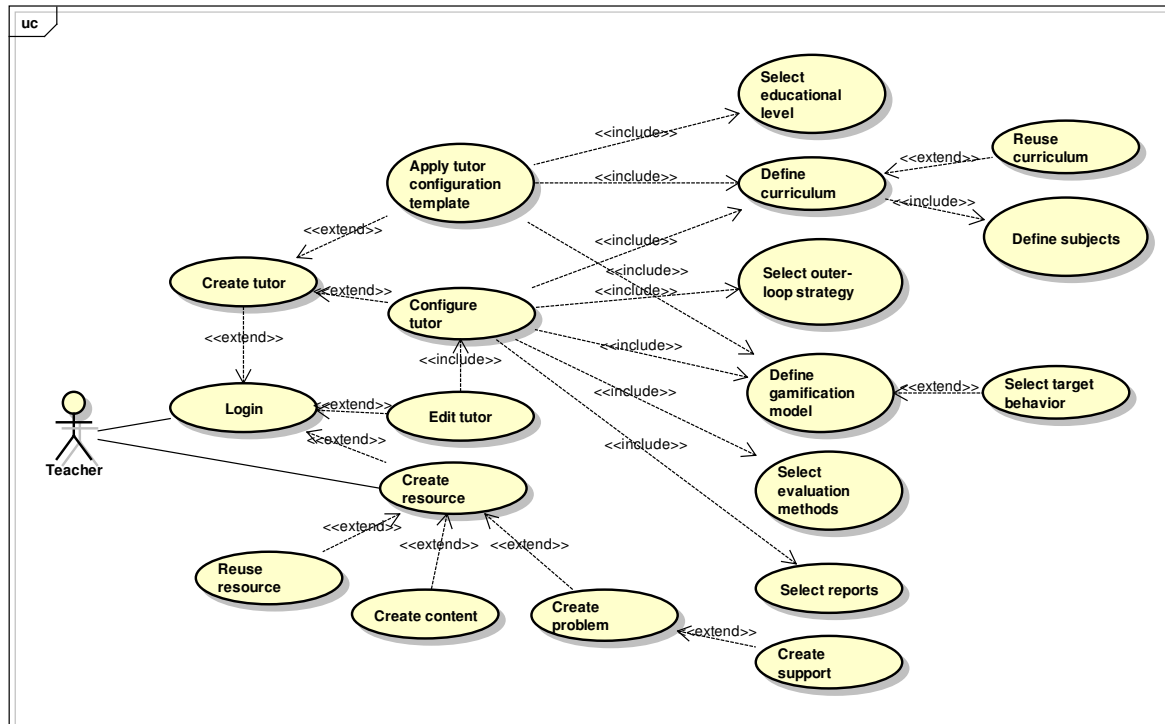 uc
Select
educational
level
<<include>>
Reuse
curriculum
Apply tutor
configuration
template
<<extend>>
Define
curriculum
<<include>>
<<include>>
<<extend>>
Define subjects
<<include>>
Create tutor
<<extend>>
Configure
tutor
<<include>>
<<include>>
Select outer-
loop strategy
<<extend>>
<<include>>
<<include>>
Define
gamification
model
<<extend>>
Select target
behavior
Login
<<extend>>
Edit tutor
<<include>>
Teacher
<<extend>>
<<include>>
Create
resource
Select
evaluation
methods
<<extend>>
<<extend>>
<<extend>>
Reuse
resource
Create content
Create
problem
Select reports
<<extend>>
Create
support